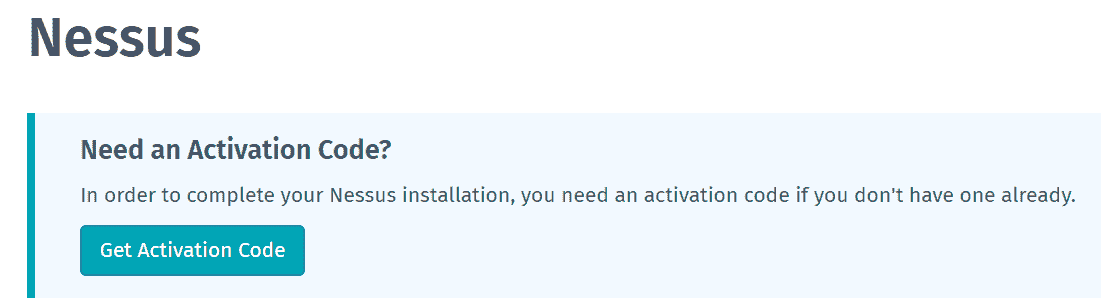 Nessus
Need an Activation Code?
In order to complete your Nessus installation, you need an activation code if you don't have one already.
Get Activation Code